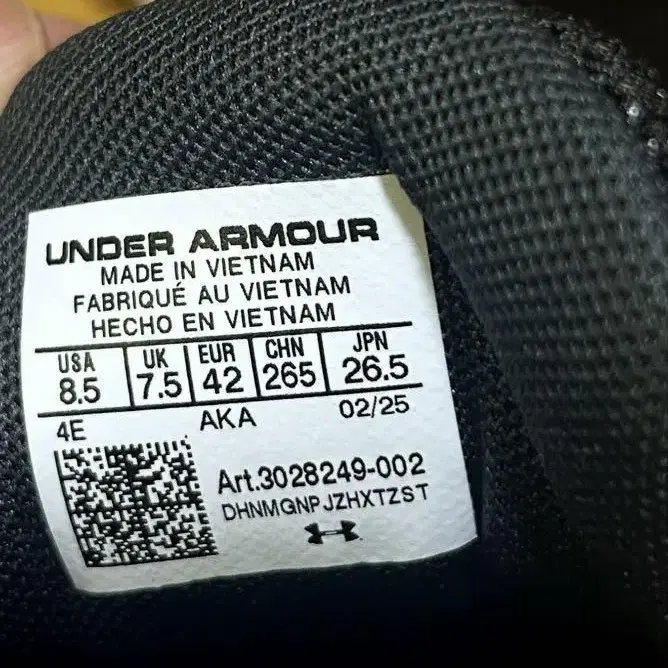 UNDER ARMOUR
MADE IN VIETNAM
FABRIQUÉ AU VIETNAM
HECHO EN VIETNAM
USA UK EUR CHN JPN
8.5 7.5 42 265 26.5
4E AKA 02/25
Art.3028249-002
DHNMGNPJZHXTZST